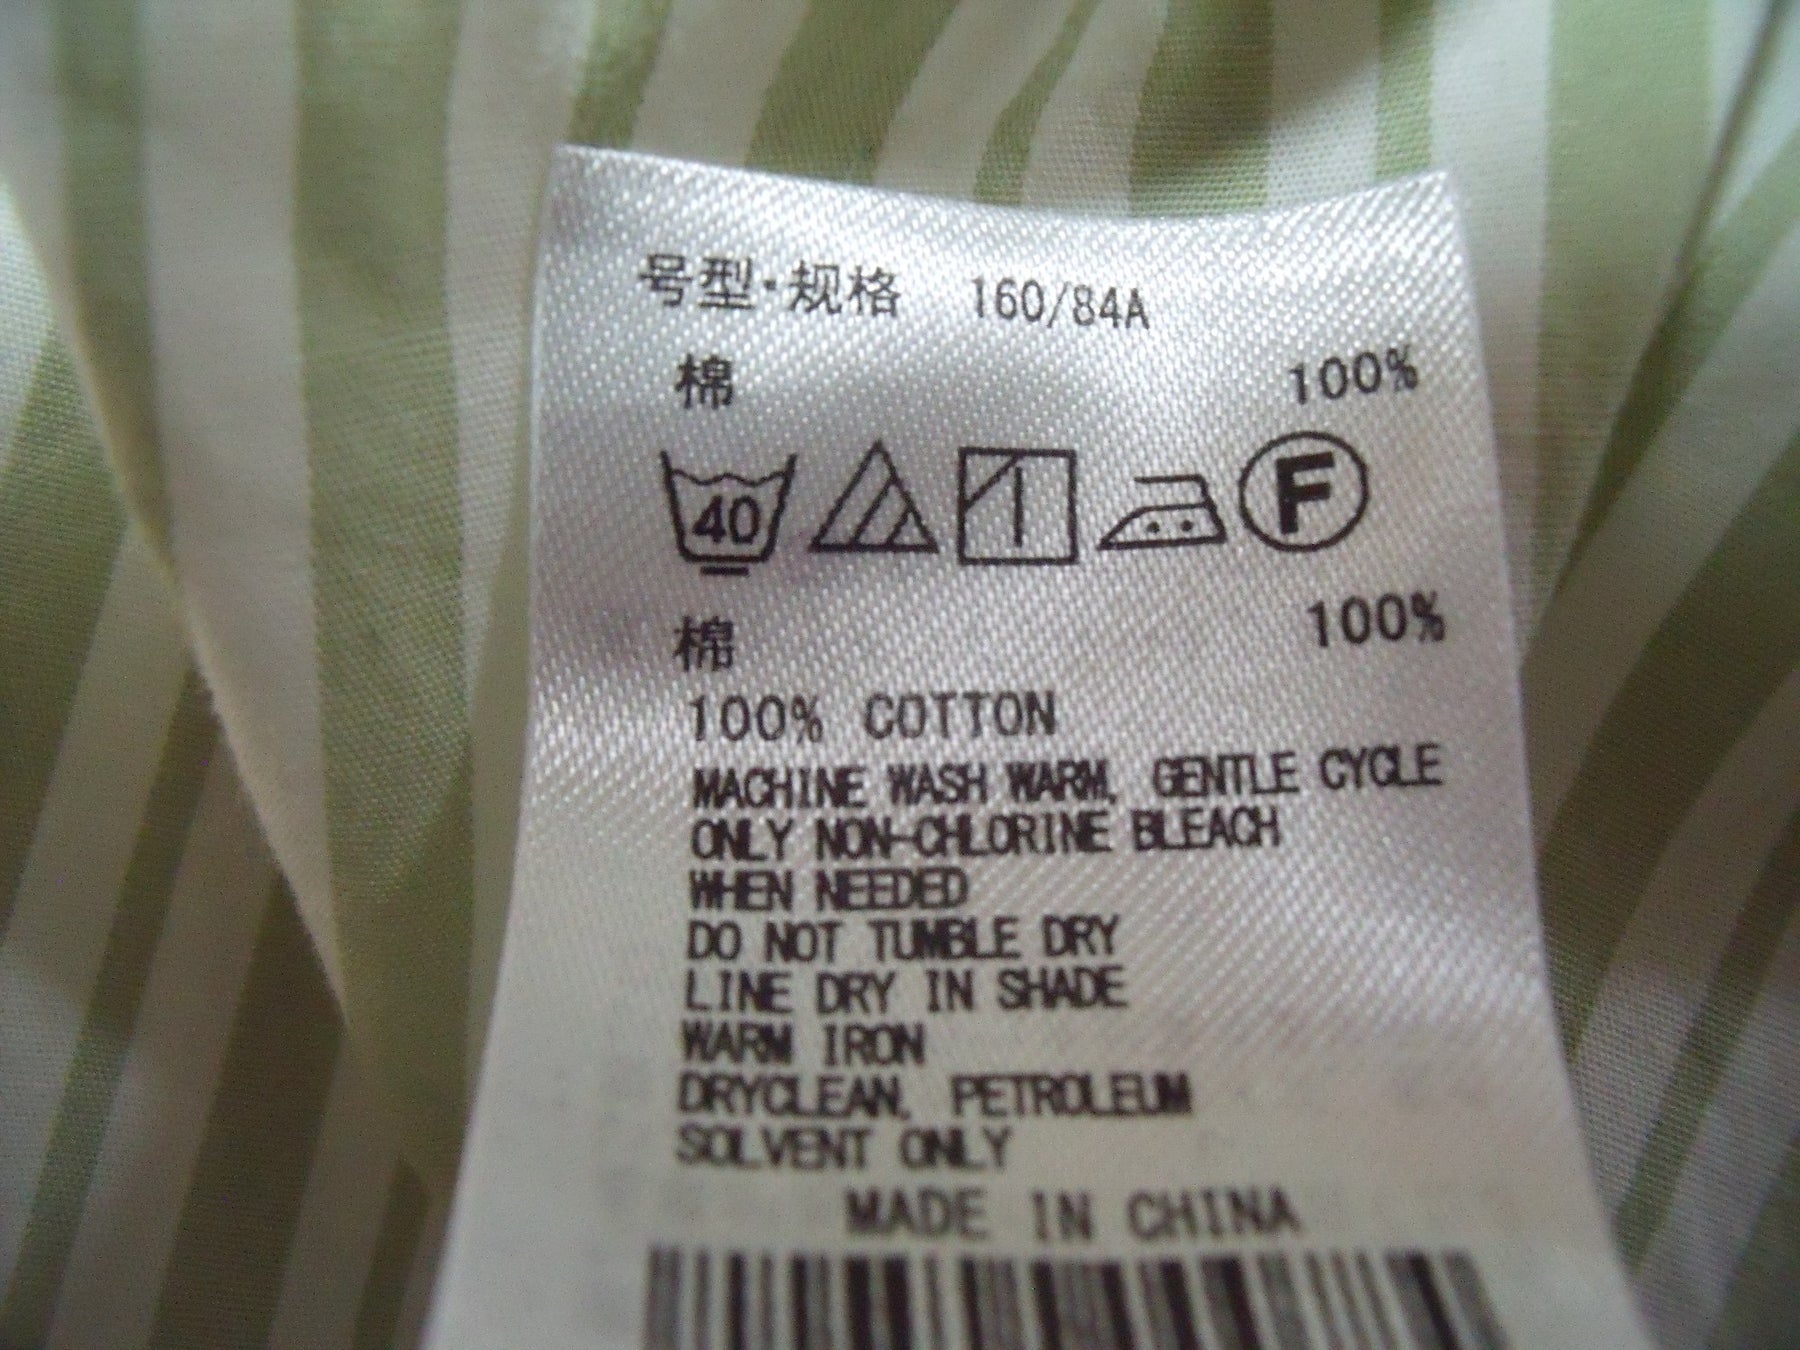 号型·规格 160/84A
棉 100%
40 F
棉 100%
100% COTTON
MACHINE WASH WARM, GENTLE CYCLE
ONLY NON-CHLORINE BLEACH
WHEN NEEDED
DO NOT TUMBLE DRY
LINE DRY IN SHADE
WARM IRON
DRYCLEAN, PETROLEUM
SOLVENT ONLY
MADE IN CHINA